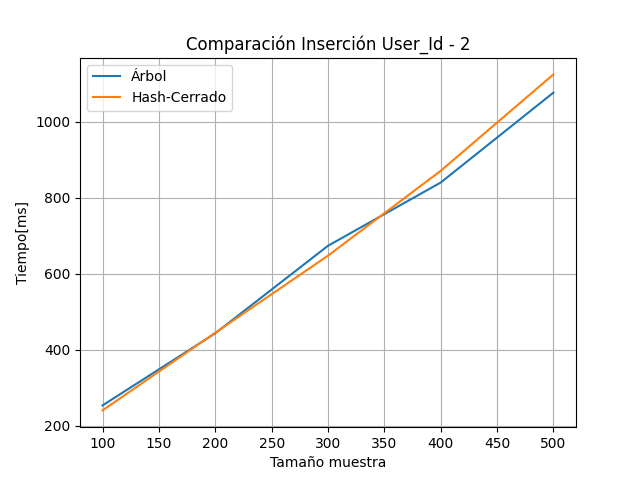 Comparación Inserción User_Id - 2
Árbol
Hash-Cerrado
Tiempo[ms]
1000
800
600
400
200
100 150 200 250 300 350 400 450 500
Tamaño muestra